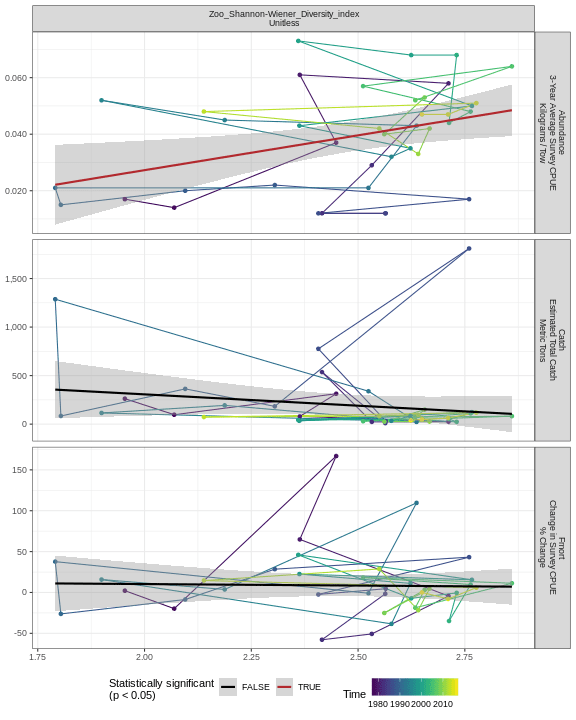 Zoo_Shannon-Wiener_Diversity_index
Unitless
0.060
0.040
0.020
Abundance
3-Year Average Survey CPUE
Kilograms / Tow
1,500
1,000
500
0
Catch
Estimated Total Catch
Metric Tons
150
100
50
0
-50
Fmort
Change in Survey CPUE
% Change
1.75 2.00 2.25 2.50 2.75
Statistically significant
(p < 0.05)
FALSE TRUE
Time
1980 1990 2000 2010